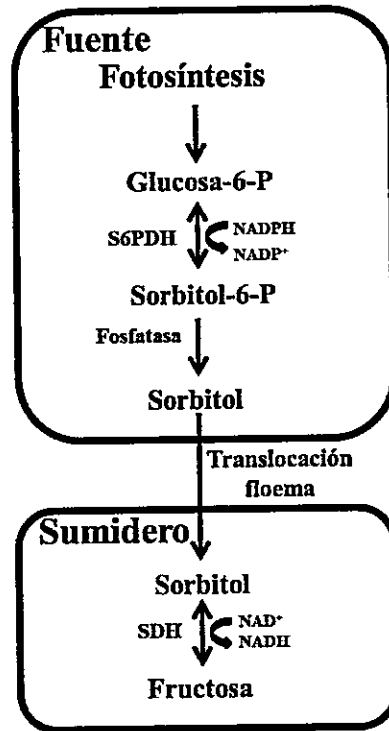 Fuente
Fotosíntesis
Glucosa-6-P
S6PDH
NADPH
NADP⁺
Sorbitol-6-P
Fosfatasa
Sorbitol
Translocación
floema
Sumidero
Sorbitol
SDH
NAD⁺
NADH
Fructosa